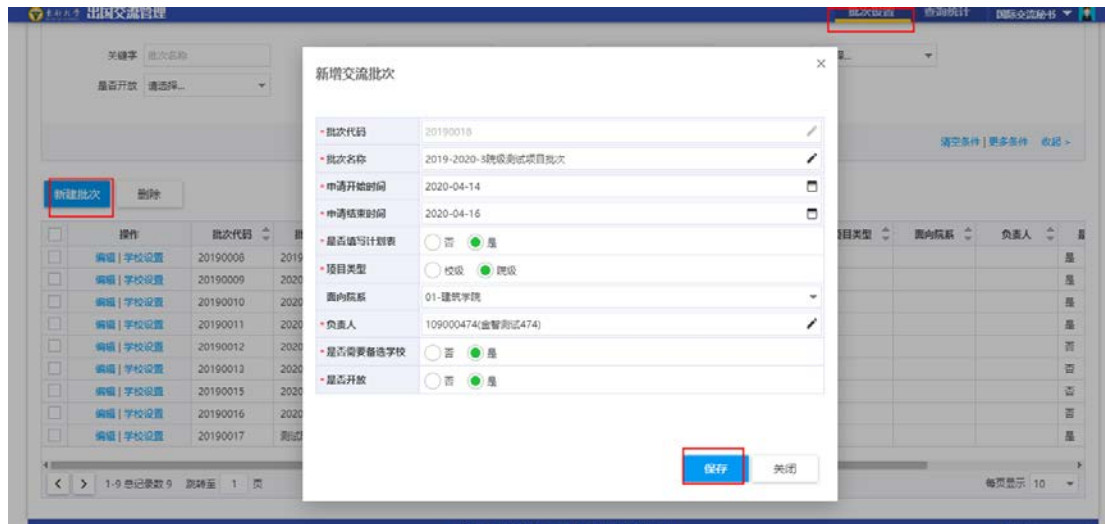 出国交流管理 批次设置 查询统计 国际交流秘书
关键字 批次名称
是否开放 请选择...
清空条件 | 更多条件 收起
新建批次 删除
操作 批次代码 项目类型 面向院系 负责人
编辑 | 学校设置 20190008 2019 是
编辑 | 学校设置 20190009 2020 是
编辑 | 学校设置 20190010 2020 是
编辑 | 学校设置 20190011 2020 是
编辑 | 学校设置 20190012 2020 否
编辑 | 学校设置 20190013 2020 否
编辑 | 学校设置 20190015 2020 否
编辑 | 学校设置 20190016 2020 否
编辑 | 学校设置 20190017 测试 是
1-9 总记录数 9 跳转至 1 页 每页显示 10
新增交流批次
*批次代码 20190018
*批次名称 2019-2020-3院级测试项目批次
*申请开始时间 2020-04-14
*申请结束时间 2020-04-16
*是否填写计划表 否 是
*项目类型 校级 院级
面向院系 01-建筑学院
*负责人 109000474(金智测试474)
*是否需要备选学校 否 是
*是否开放 否 是
保存 关闭